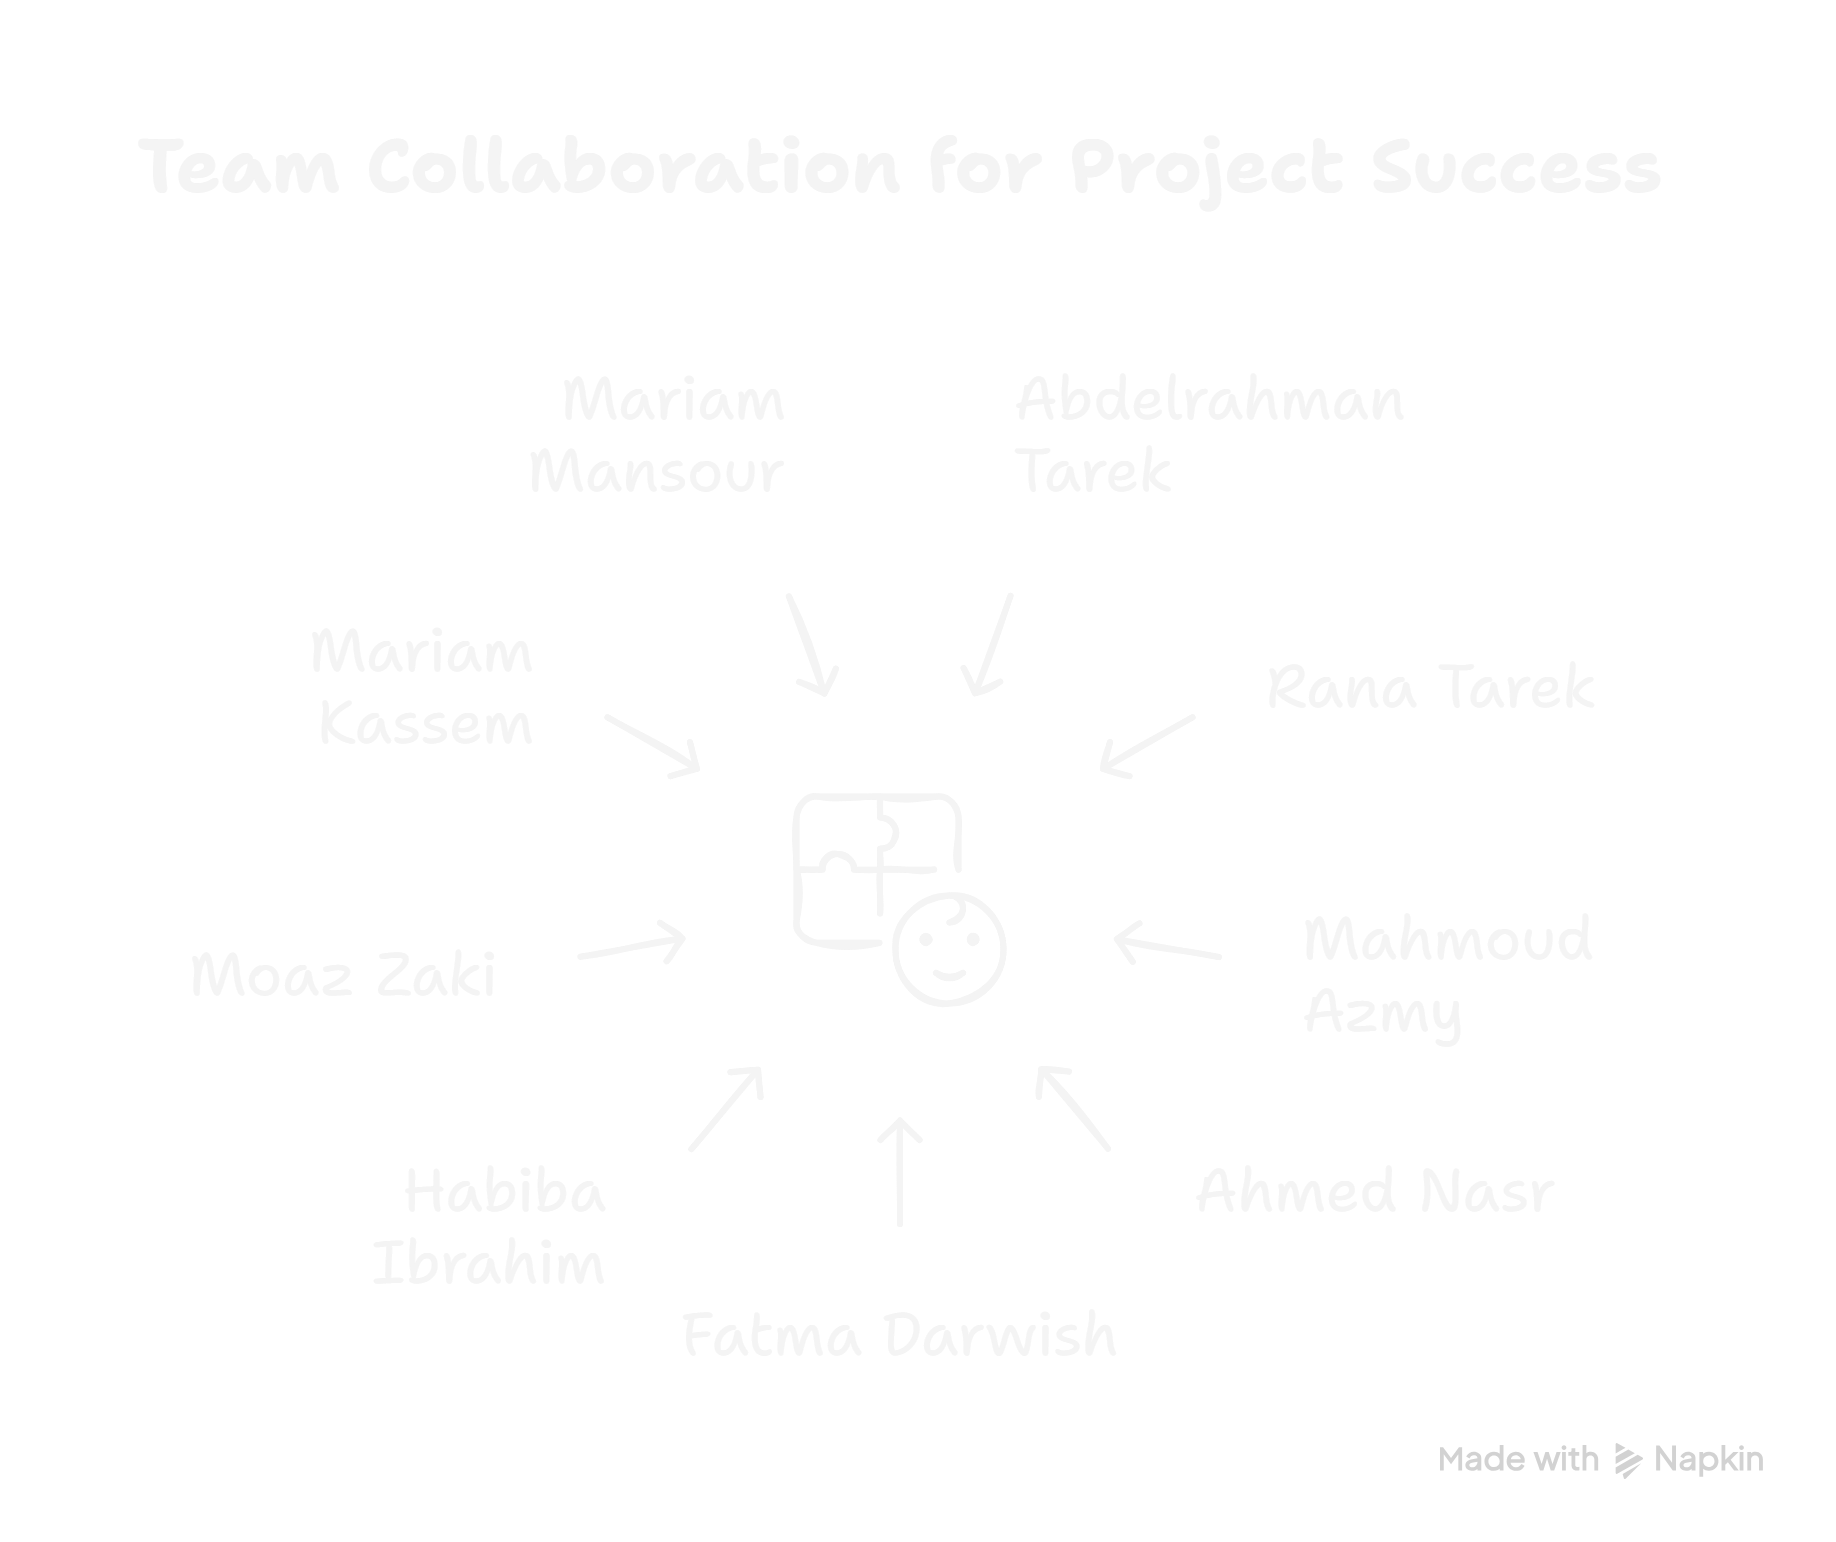 Team Collaboration for Project Success
Mariam
Mansour
Abdelrahman
Tarek
Mariam
Kassem
Rana Tarek
Moaz Zaki
Mahmoud
Azmy
Habiba
Ibrahim
Ahmed Nasr
Fatma Darwish
Made with Napkin